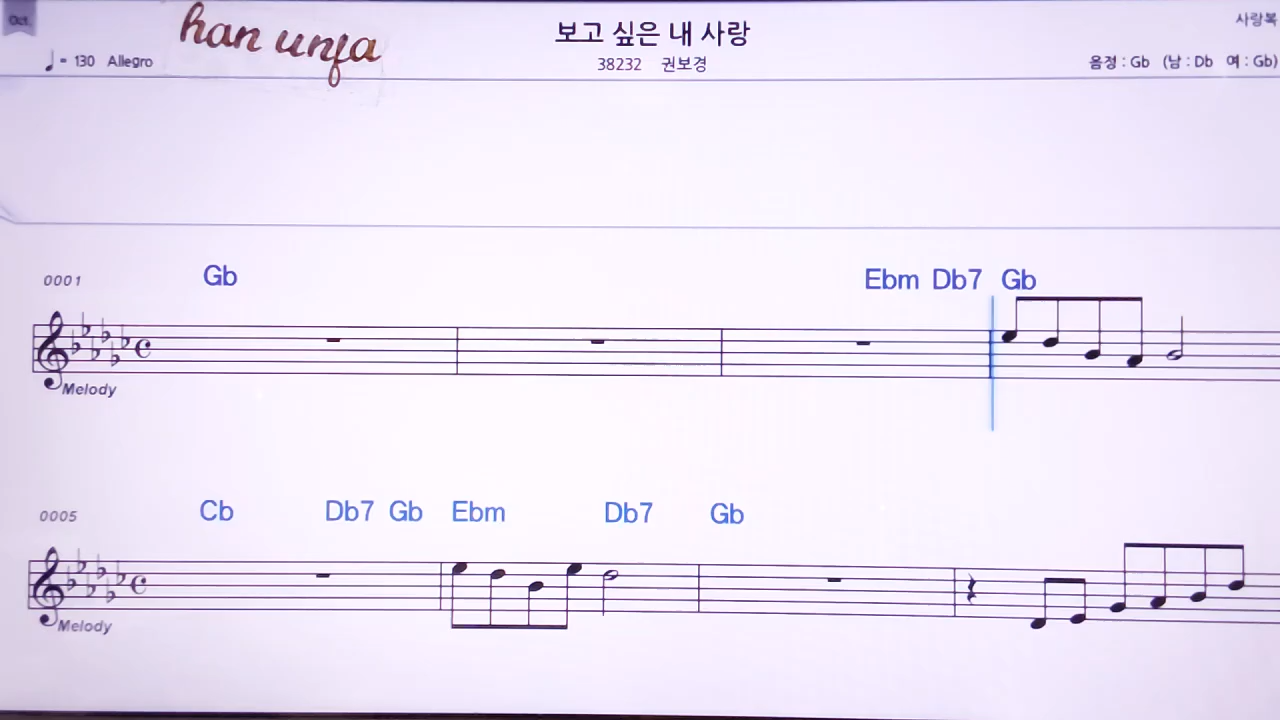 Oct.
han unfa
보고 싶은 내 사랑
사랑복
♩= 130 Allegro
38232 권보경
음정 : Gb (남 : Db 여 : Gb)
0001 Gb Ebm Db7 Gb
Melody
0005 Cb Db7 Gb Ebm Db7 Gb
Melody